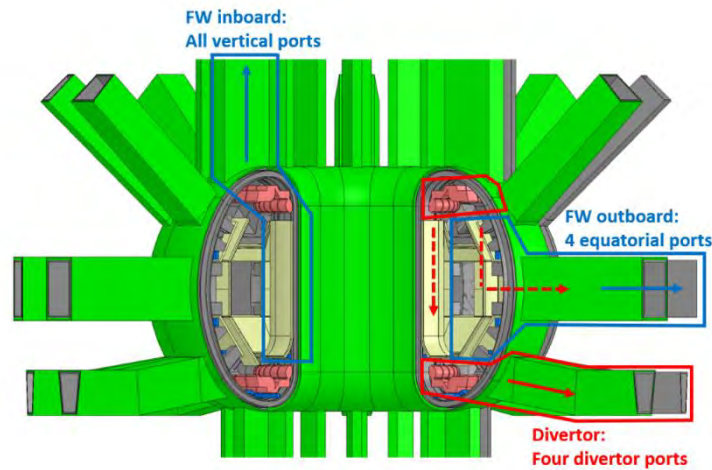 FW inboard:
All vertical ports
FW outboard:
4 equatorial ports
Divertor:
Four divertor ports